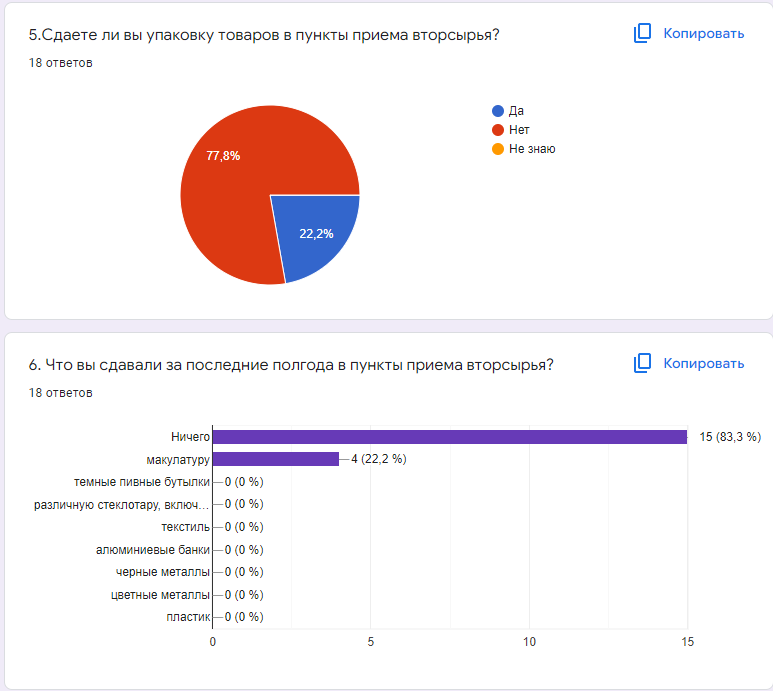 5.Сдаете ли вы упаковку товаров в пункты приема вторсырья?
Копировать
18 ответов
Да
Нет
Не знаю
77,8%
22,2%
6. Что вы сдавали за последние полгода в пункты приема вторсырья?
Копировать
18 ответов
Ничего 15 (83,3 %)
макулатуру 4 (22,2 %)
темные пивные бутылки 0 (0 %)
различную стеклотару, включ... 0 (0 %)
текстиль 0 (0 %)
алюминиевые банки 0 (0 %)
черные металлы 0 (0 %)
цветные металлы 0 (0 %)
пластик 0 (0 %)
0 5 10 15